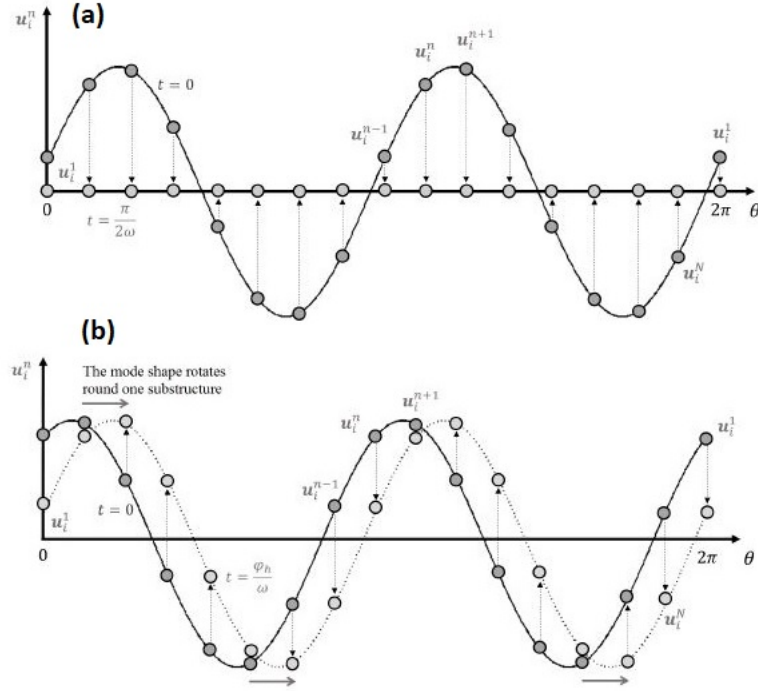 (a)
u_i^n
t = 0
u_i^n
u_i^{n+1}
u_i^{n-1}
u_i^1
u_i^1
0
t = π/2ω
2π
θ
u_i^N
(b)
u_i^n
The mode shape rotates
round one substructure
u_i^{n+1}
u_i^n
u_i^1
u_i^{n-1}
u_i^1
t = 0
0
t = φ_h/ω
2π
θ
u_i^N